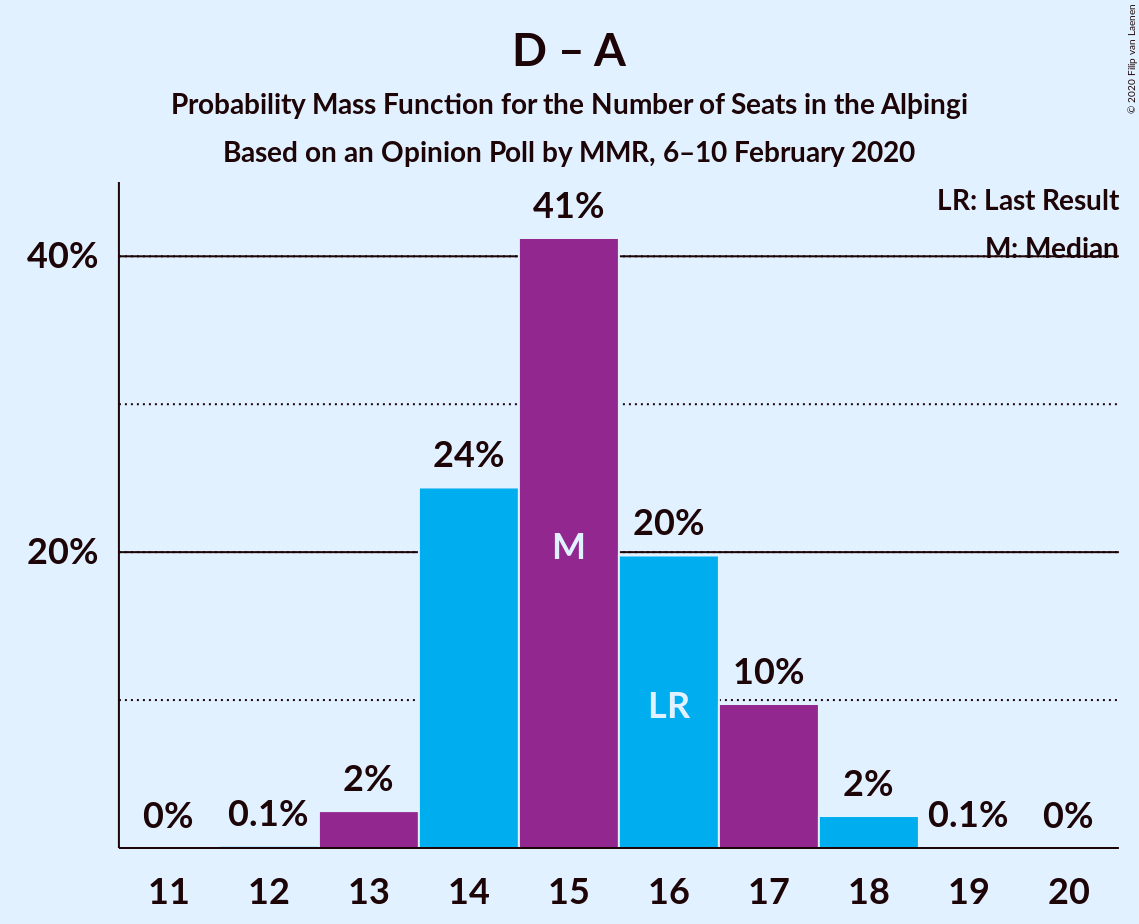 D – A
Probability Mass Function for the Number of Seats in the Alþingi
Based on an Opinion Poll by MMR, 6–10 February 2020
© 2020 Filip van Laenen
LR: Last Result
M: Median
40%
20%
0%
0.1%
2%
24%
41%
20%
10%
2%
0.1%
0%
M
LR
11
12
13
14
15
16
17
18
19
20